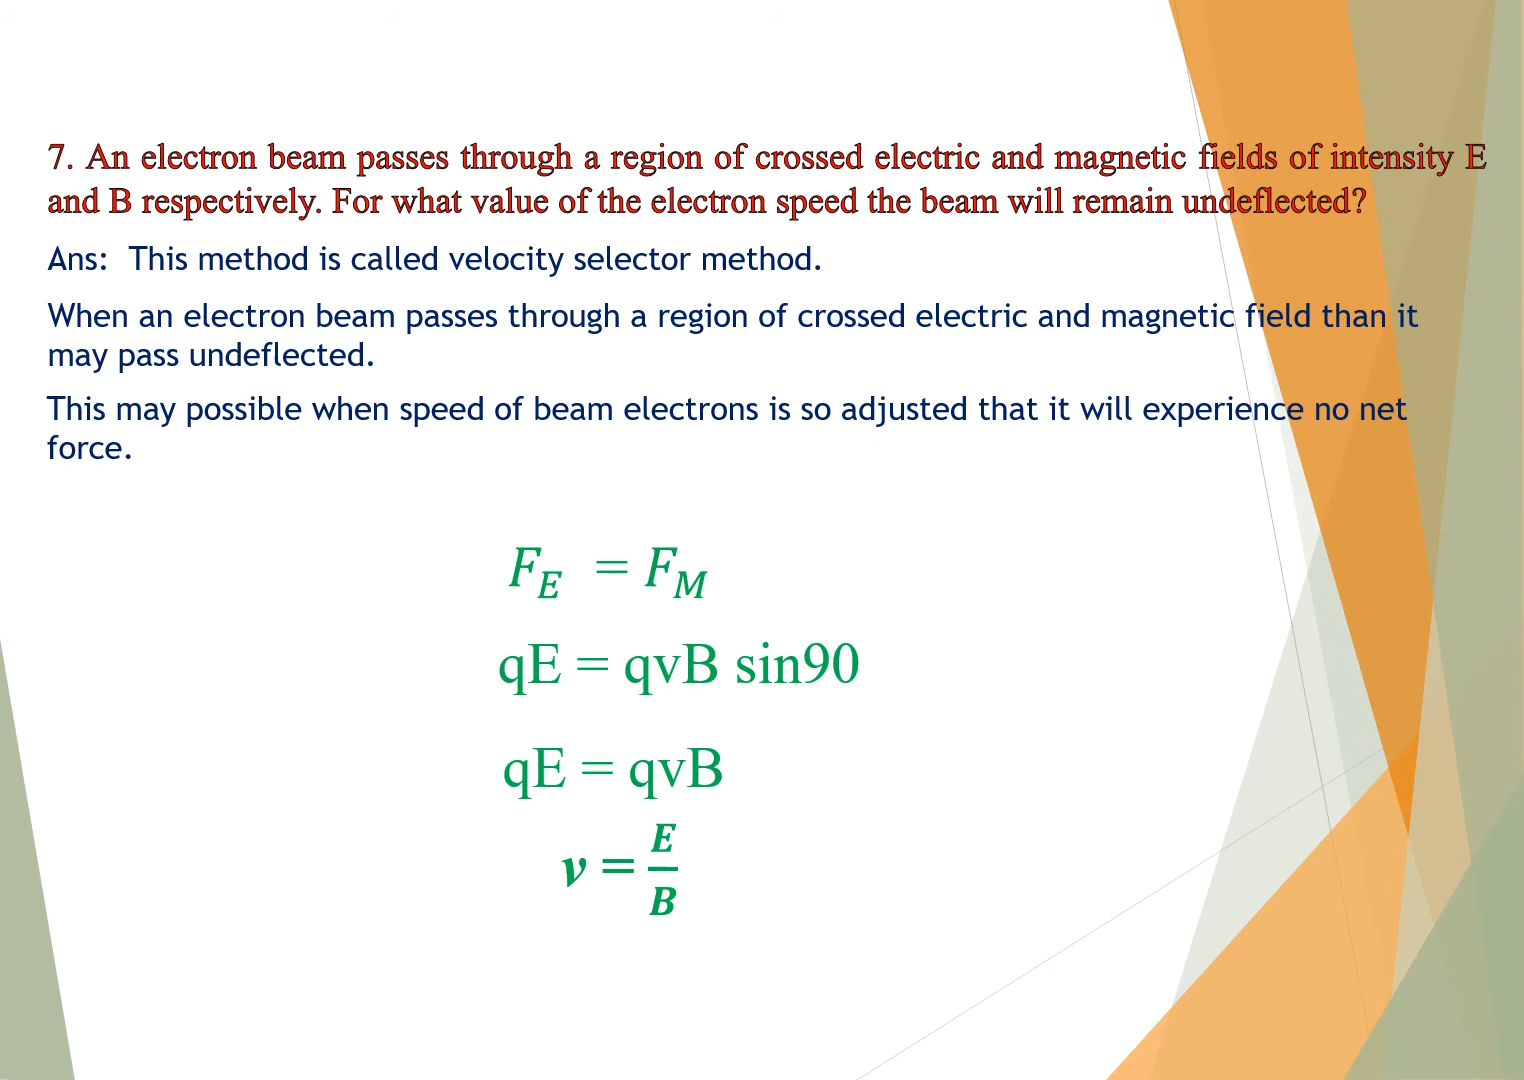 7. An electron beam passes through a region of crossed electric and magnetic fields of intensity E
and B respectively. For what value of the electron speed the beam will remain undeflected?
Ans:  This method is called velocity selector method.
When an electron beam passes through a region of crossed electric and magnetic field than it
may pass undeflected.
This may possible when speed of beam electrons is so adjusted that it will experience no net
force.
F_E = F_M
qE = qvB sin90
qE = qvB
v = E/B